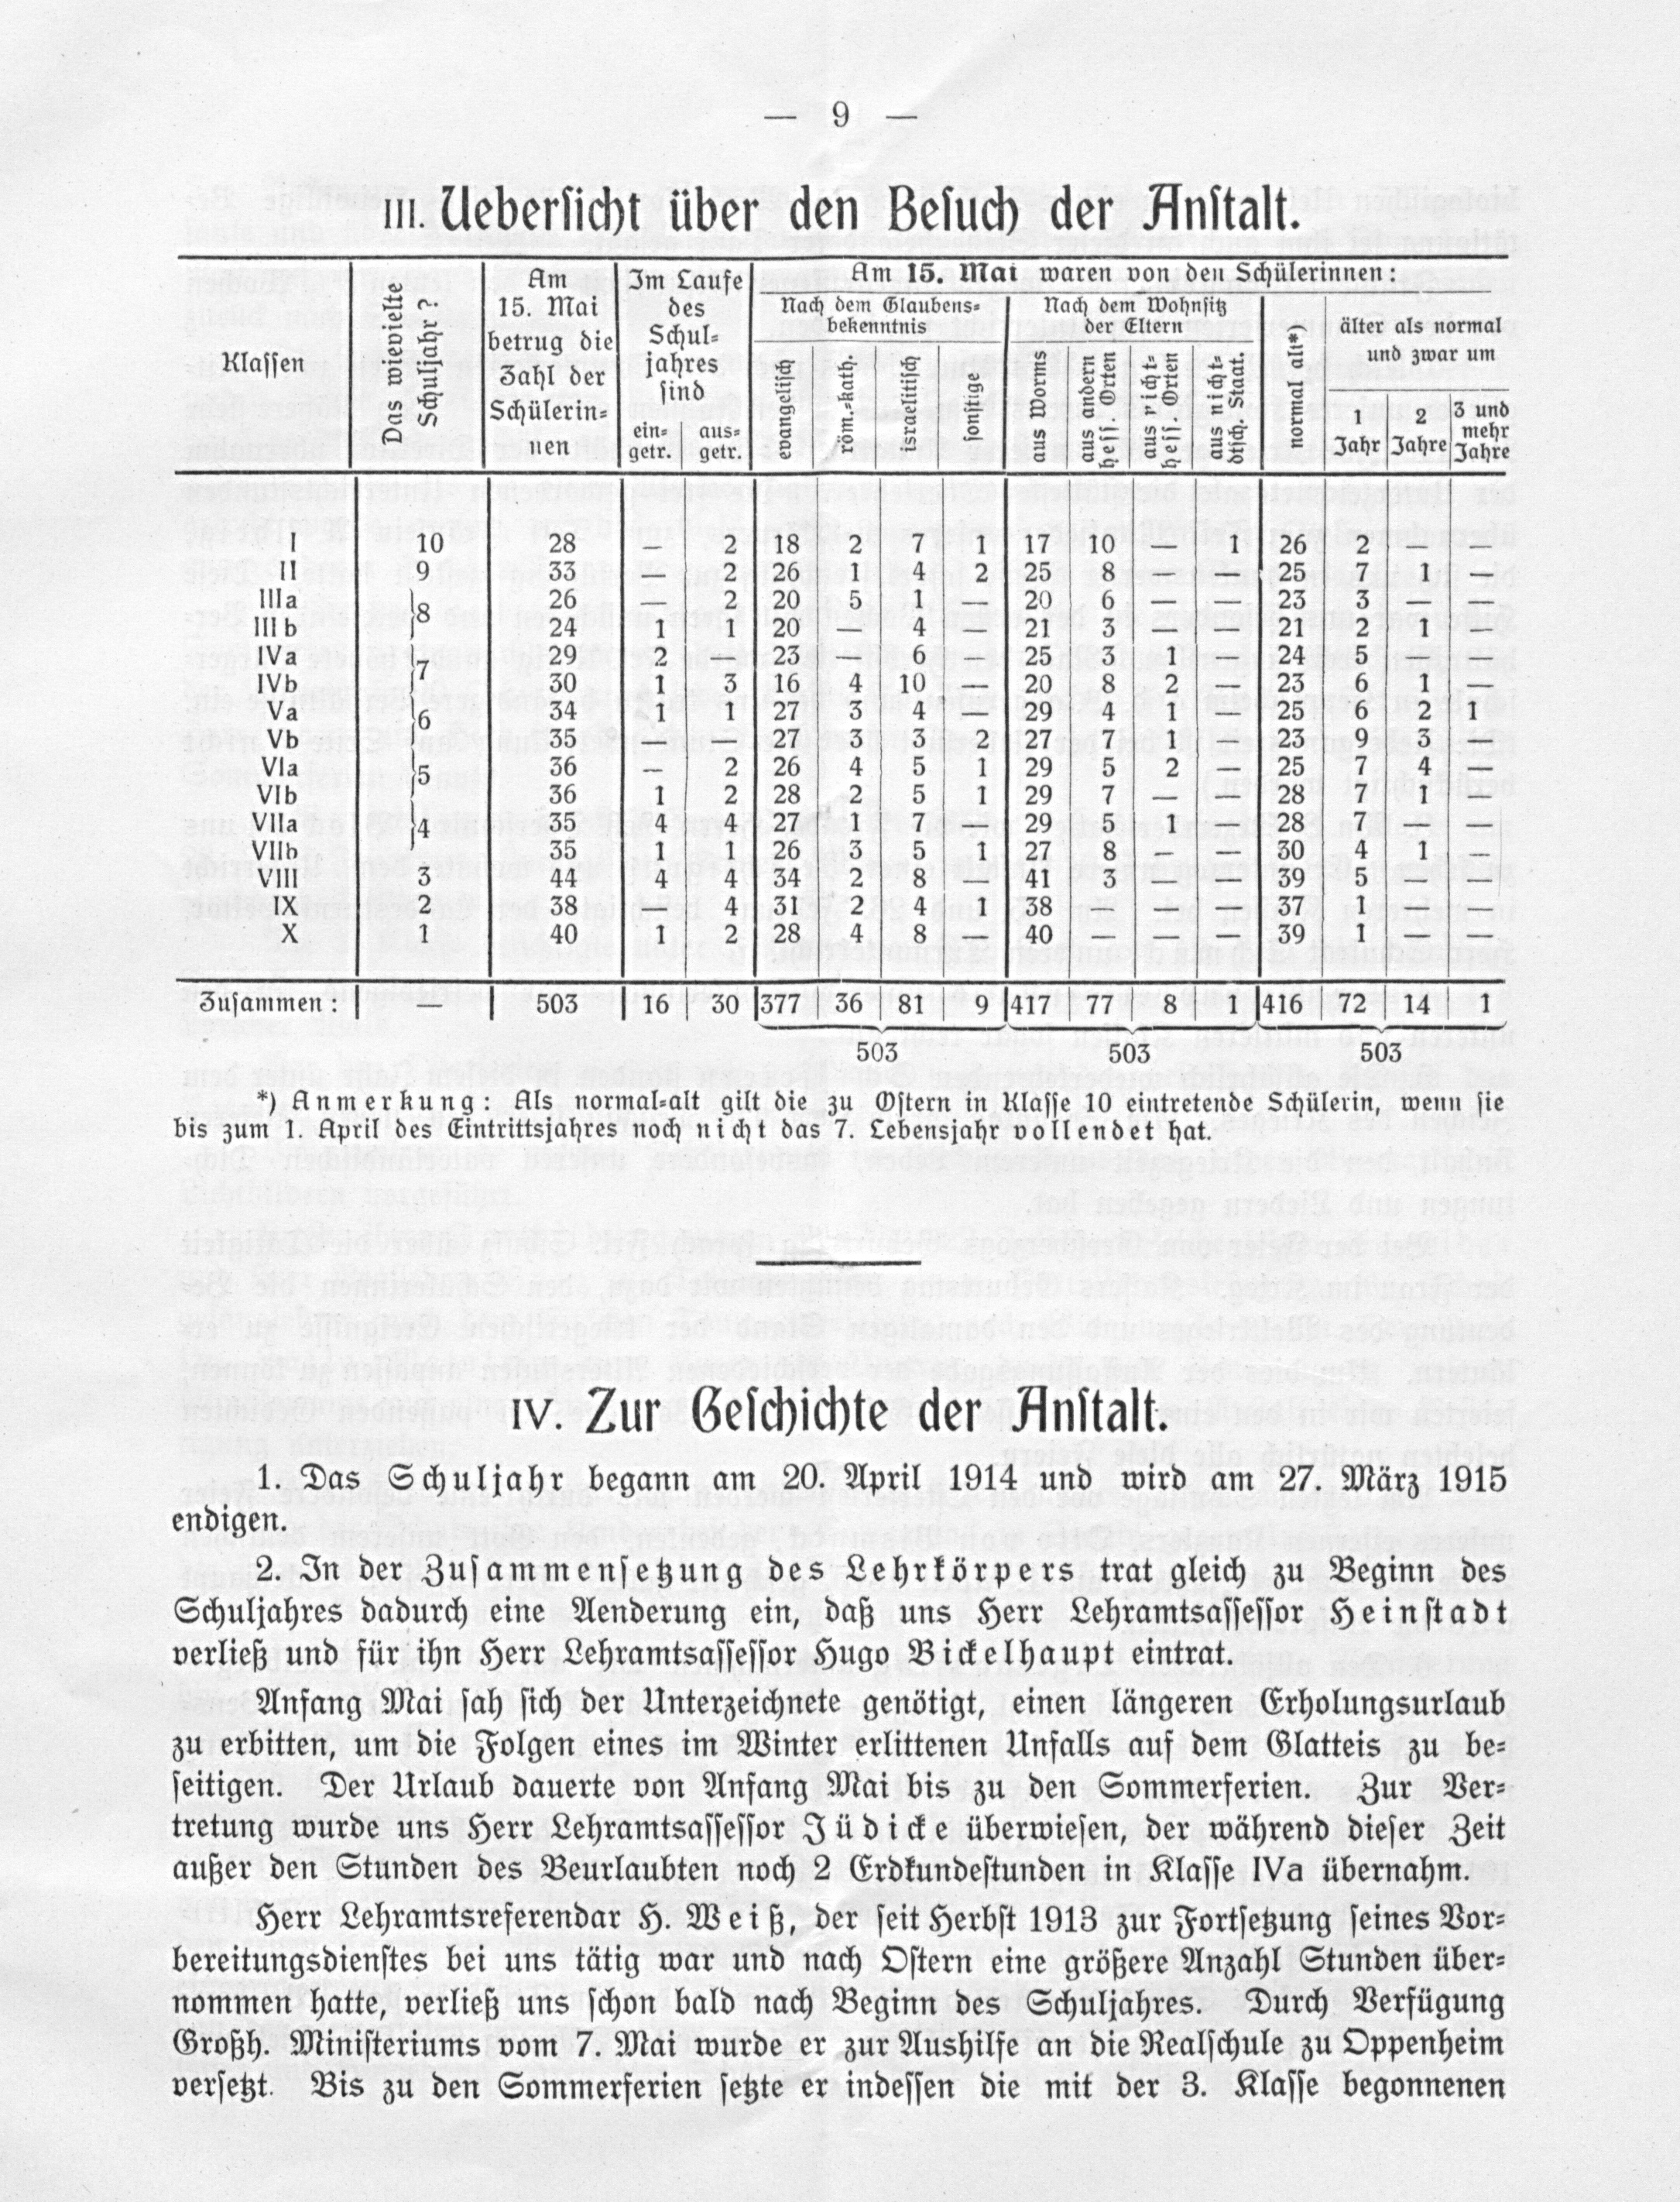 — 9 —
III. Uebersicht über den Besuch der Anstalt.
Klassen | Das wievielte Schuljahr? | Am 15. Mai betrug die Zahl der Schülerin=nen | Im Laufe des Schul=jahres sind | Am 15. Mai waren von den Schülerinnen:
Nach dem Glaubens=bekenntnis | Nach dem Wohnsitz der Eltern | normal alt*) | älter als normal und zwar um
ein=getr. | aus=getr. | evangelisch | röm.=kath. | israelitisch | sonstige | aus Worms | aus andern hess. Orten | aus nicht=hess. Orten | aus nicht=dtsch. Staat. | 1 Jahr | 2 Jahre | 3 und mehr Jahre
I 10 28 — 2 18 2 7 1 17 10 — 1 26 2 — —
II 9 33 — 2 26 1 4 2 25 8 — — 25 7 1 —
IIIa } 8 26 — 2 20 5 1 — 20 6 — — 23 3 — —
IIIb 24 1 1 20 — 4 — 21 3 — — 21 2 1 —
IVa } 7 29 2 — 23 — 6 — 25 3 1 — 24 5 — —
IVb 30 1 3 16 4 10 — 20 8 2 — 23 6 1 —
Va } 6 34 1 1 27 3 4 — 29 4 1 — 25 6 2 1
Vb 35 — — 27 3 3 2 27 7 1 — 23 9 3 —
VIa } 5 36 — 2 26 4 5 1 29 5 2 — 25 7 4 —
VIb 36 1 2 28 2 5 1 29 7 — — 28 7 1 —
VIIa } 4 35 4 4 27 1 7 — 29 5 1 — 28 7 — —
VIIb 35 1 1 26 3 5 1 27 8 — — 30 4 1 —
VIII 3 44 4 4 34 2 8 — 41 3 — — 39 5 — —
IX 2 38 — 4 31 2 4 1 38 — — — 37 1 — —
X 1 40 1 2 28 4 8 — 40 — — — 39 1 — —
Zusammen: — 503 16 30 377 36 81 9 417 77 8 1 416 72 14 1
503 503 503
*) Anmerkung: Als normal=alt gilt die zu Ostern in Klasse 10 eintretende Schülerin, wenn sie
bis zum 1. April des Eintrittsjahres noch nicht das 7. Lebensjahr vollendet hat.
IV. Zur Geschichte der Anstalt.
1. Das Schuljahr begann am 20. April 1914 und wird am 27. März 1915
endigen.
2. In der Zusammensetzung des Lehrkörpers trat gleich zu Beginn des
Schuljahres dadurch eine Aenderung ein, daß uns Herr Lehramtsassessor Heinstadt
verließ und für ihn Herr Lehramtsassessor Hugo Bickelhaupt eintrat.
Anfang Mai sah sich der Unterzeichnete genötigt, einen längeren Erholungsurlaub
zu erbitten, um die Folgen eines im Winter erlittenen Unfalls auf dem Glatteis zu be=
seitigen. Der Urlaub dauerte von Anfang Mai bis zu den Sommerferien. Zur Ver=
tretung wurde uns Herr Lehramtsassessor Jüdicke überwiesen, der während dieser Zeit
außer den Stunden des Beurlaubten noch 2 Erdkundestunden in Klasse IVa übernahm.
Herr Lehramtsreferendar H. Weiß, der seit Herbst 1913 zur Fortsetzung seines Vor=
bereitungsdienstes bei uns tätig war und nach Ostern eine größere Anzahl Stunden über=
nommen hatte, verließ uns schon bald nach Beginn des Schuljahres. Durch Verfügung
Großh. Ministeriums vom 7. Mai wurde er zur Aushilfe an die Realschule zu Oppenheim
versetzt. Bis zu den Sommerferien setzte er indessen die mit der 3. Klasse begonnenen